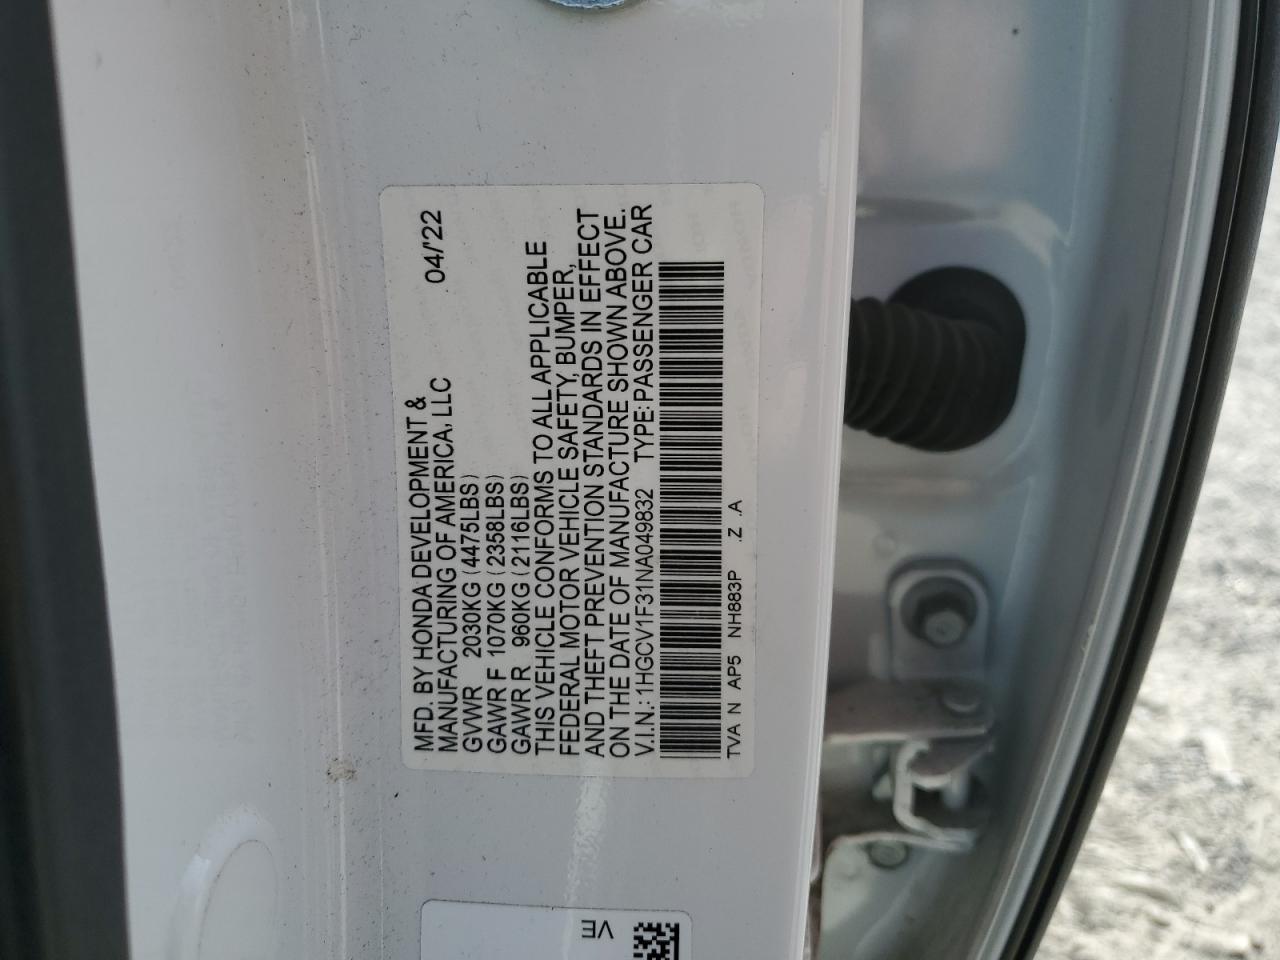 MFD. BY HONDA DEVELOPMENT &
MANUFACTURING OF AMERICA, LLC 04/'22
GVWR 2030KG (4475LBS)
GAWR F 1070KG (2358LBS)
GAWR R 960KG (2116LBS)
THIS VEHICLE CONFORMS TO ALL APPLICABLE
FEDERAL MOTOR VEHICLE SAFETY, BUMPER,
AND THEFT PREVENTION STANDARDS IN EFFECT
ON THE DATE OF MANUFACTURE SHOWN ABOVE.
V.I.N.: 1HGCV1F31NA049832 TYPE: PASSENGER CAR
TVA N AP5 NH883P .Z .A
VE